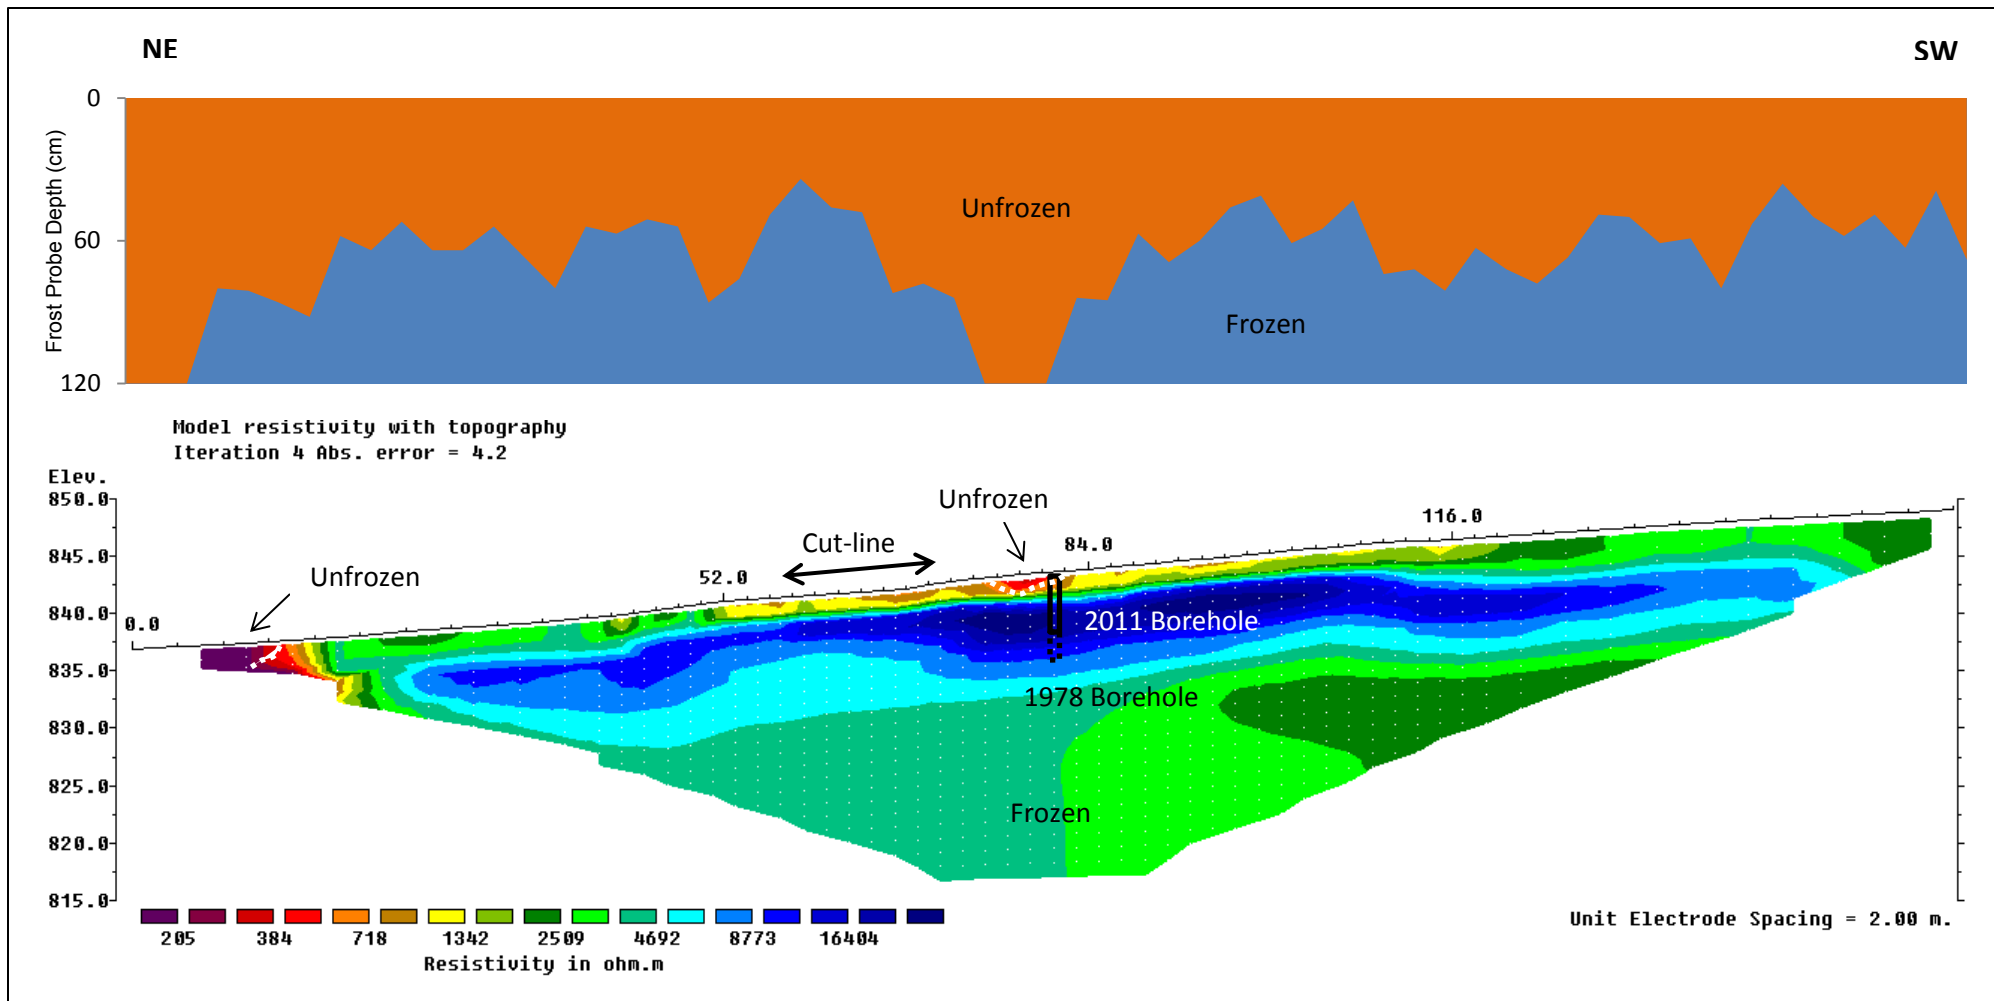 NE
SW
0
60
120
Frost Probe Depth (cm)
Unfrozen
Frozen
Model resistivity with topography
Iteration 4 Abs. error = 4.2
Elev.
850.0
845.0
840.0
835.0
830.0
825.0
820.0
815.0
Unfrozen
Cut-line
Unfrozen
0.0
52.0
84.0
116.0
2011 Borehole
1978 Borehole
Frozen
205 384 718 1342 2509 4692 8773 16404
Resistivity in ohm.m
Unit Electrode Spacing = 2.00 m.